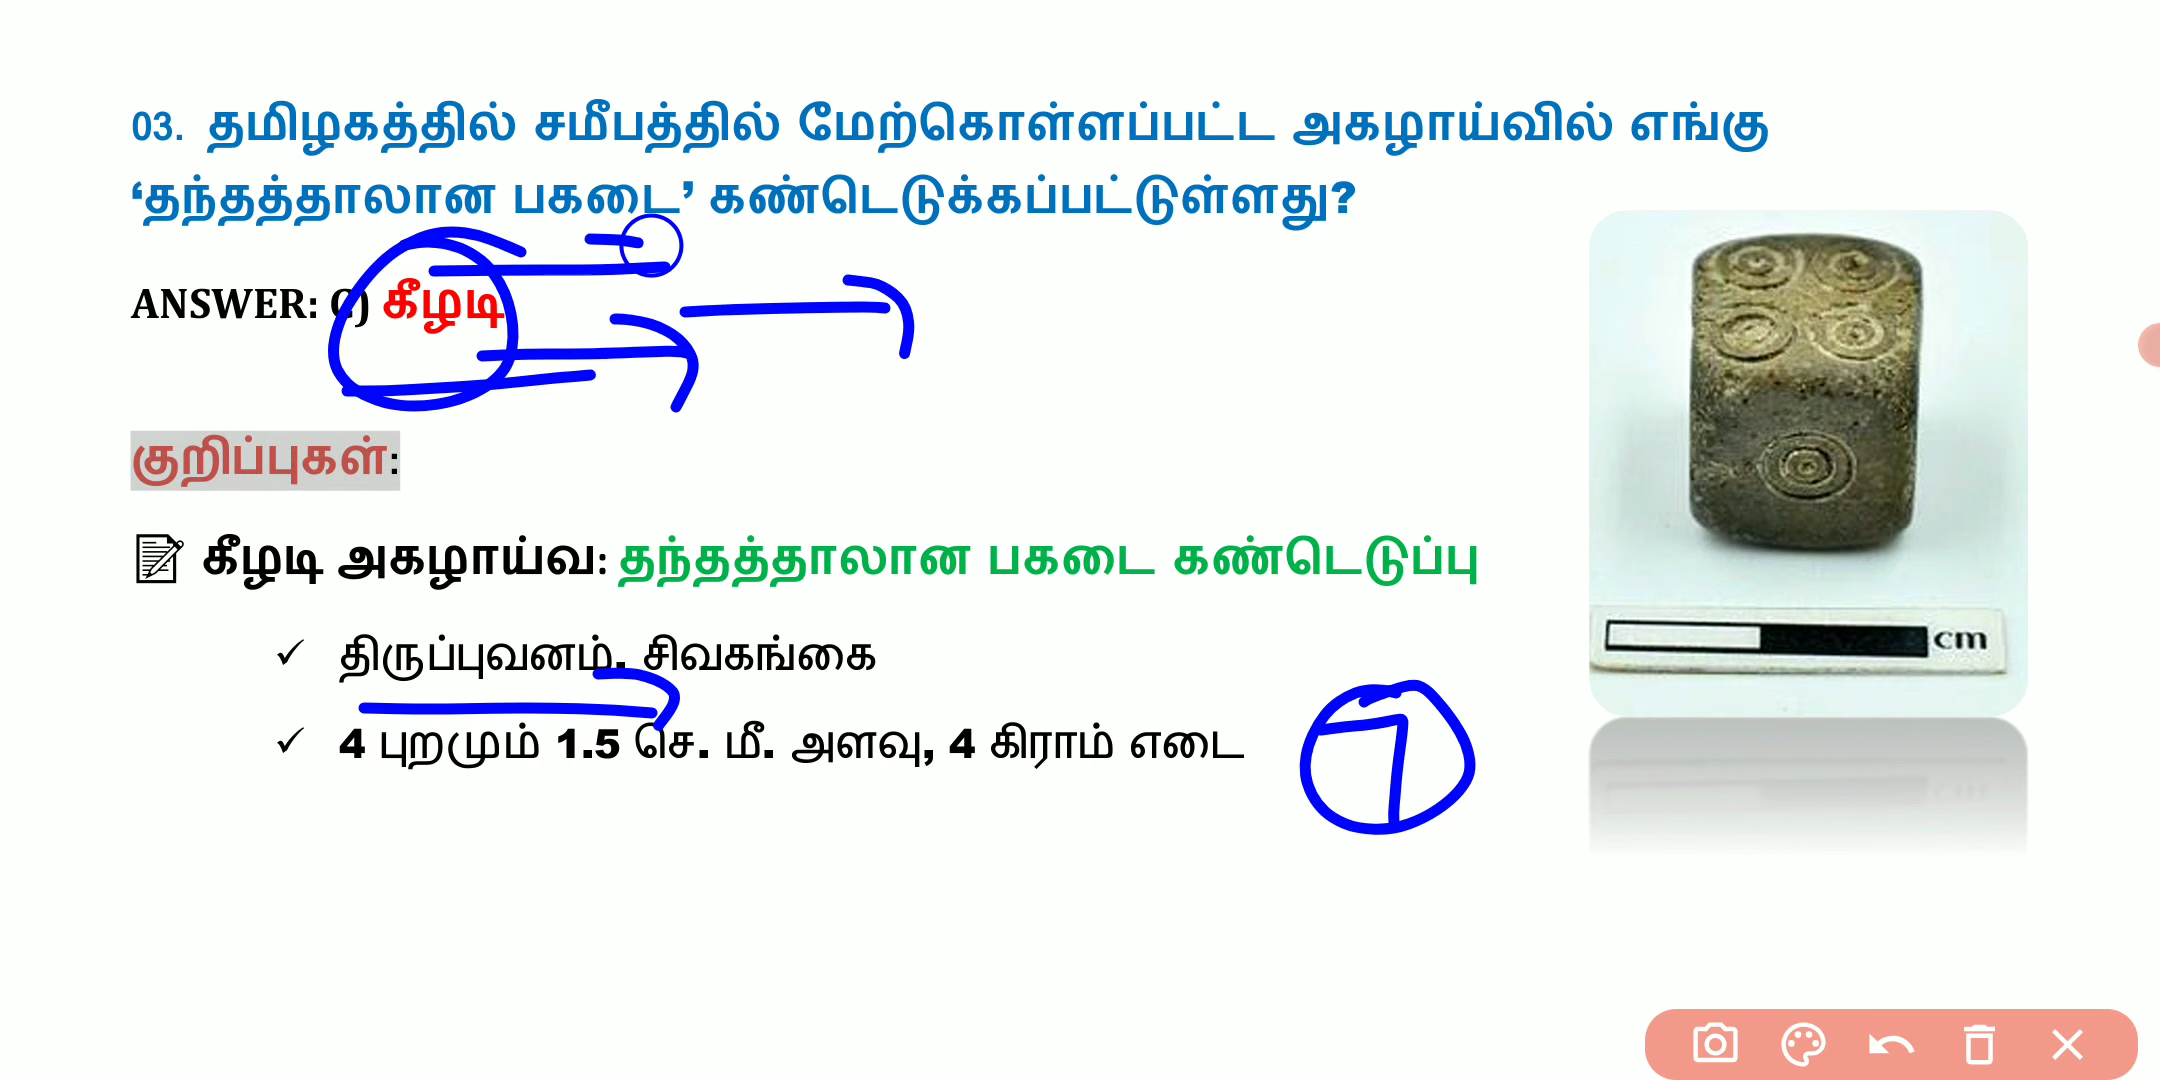 03. தமிழகத்தில் சமீபத்தில் மேற்கொள்ளப்பட்ட அகழாய்வில் எங்கு
‘தந்தத்தாலான பகடை’ கண்டெடுக்கப்பட்டுள்ளது?
ANSWER: C) கீழடி
குறிப்புகள்:
கீழடி அகழாய்வ: தந்தத்தாலான பகடை கண்டெடுப்பு
✓ திருப்புவனம், சிவகங்கை
✓ 4 புறமும் 1.5 செ. மீ. அளவு, 4 கிராம் எடை
7
cm